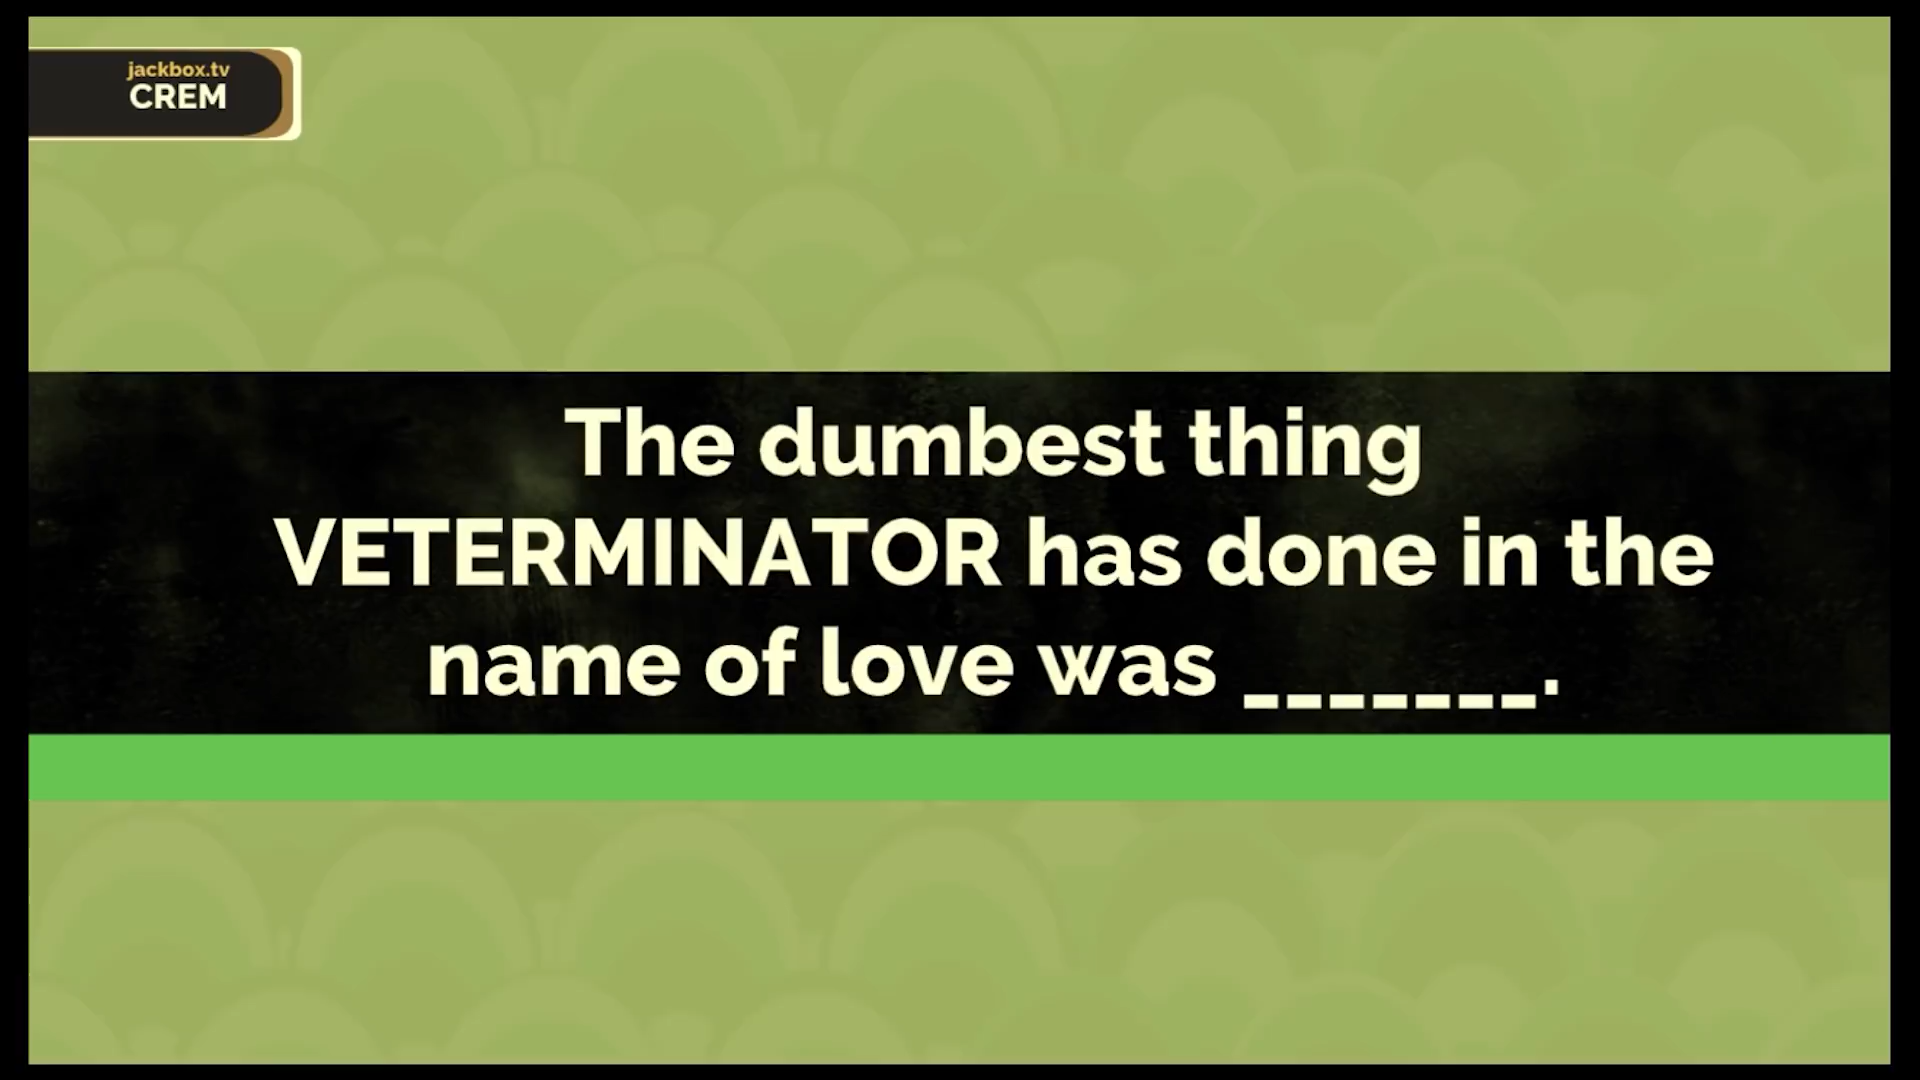 jackbox.tv
CREM
The dumbest thing
VETERMINATOR has done in the
name of love was _______.